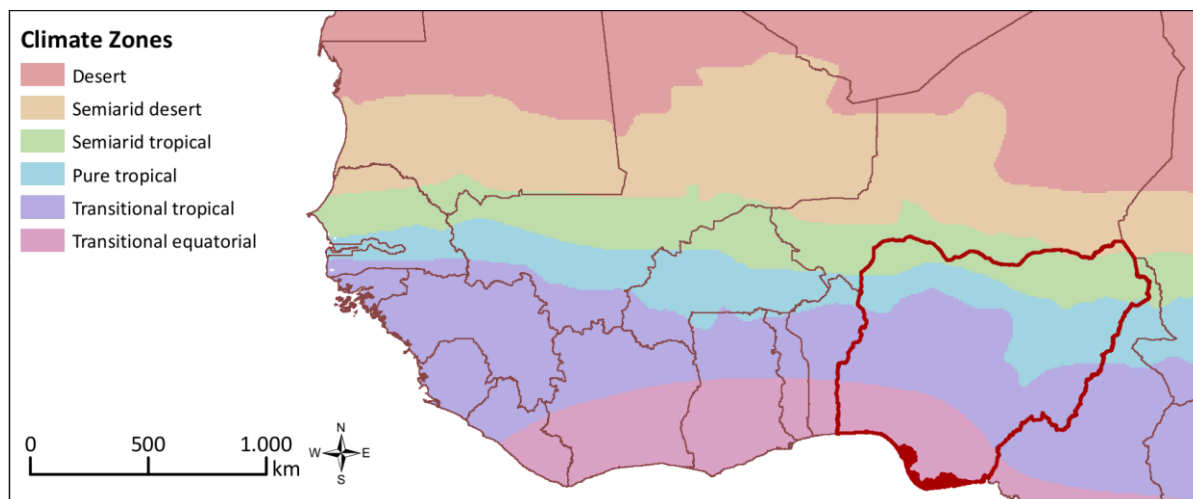 Climate Zones
Desert
Semiarid desert
Semiarid tropical
Pure tropical
Transitional tropical
Transitional equatorial
0 500 1.000
km
N
W E
S